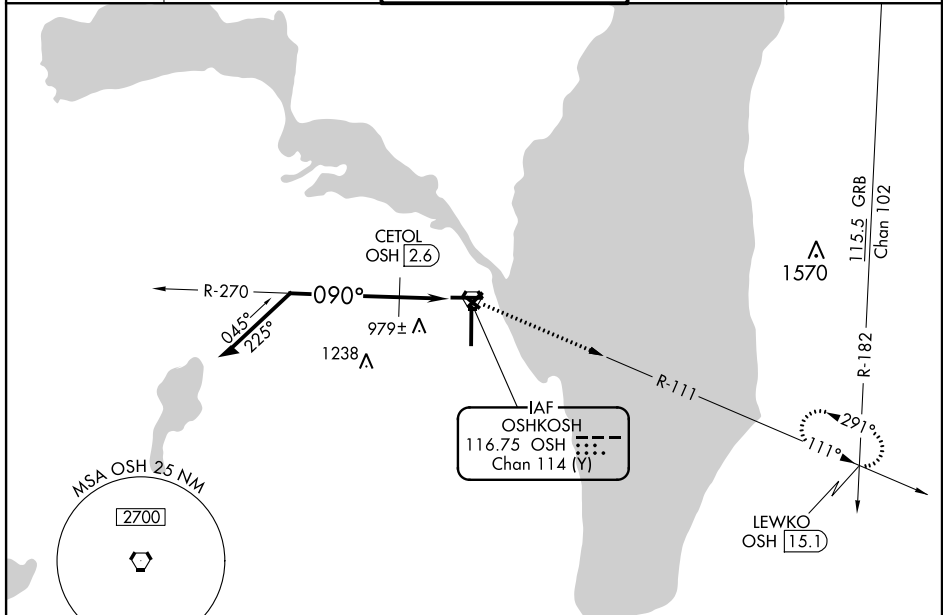 115.5 GRB
Chan 102
CETOL
OSH 2.6
1570
R-270
090°
045°
225°
979±
1238
R-182
R-111
IAF
OSHKOSH
116.75 OSH
Chan 114 (Y)
291°
111°
MSA OSH 25 NM
2700
LEWKO
OSH 15.1